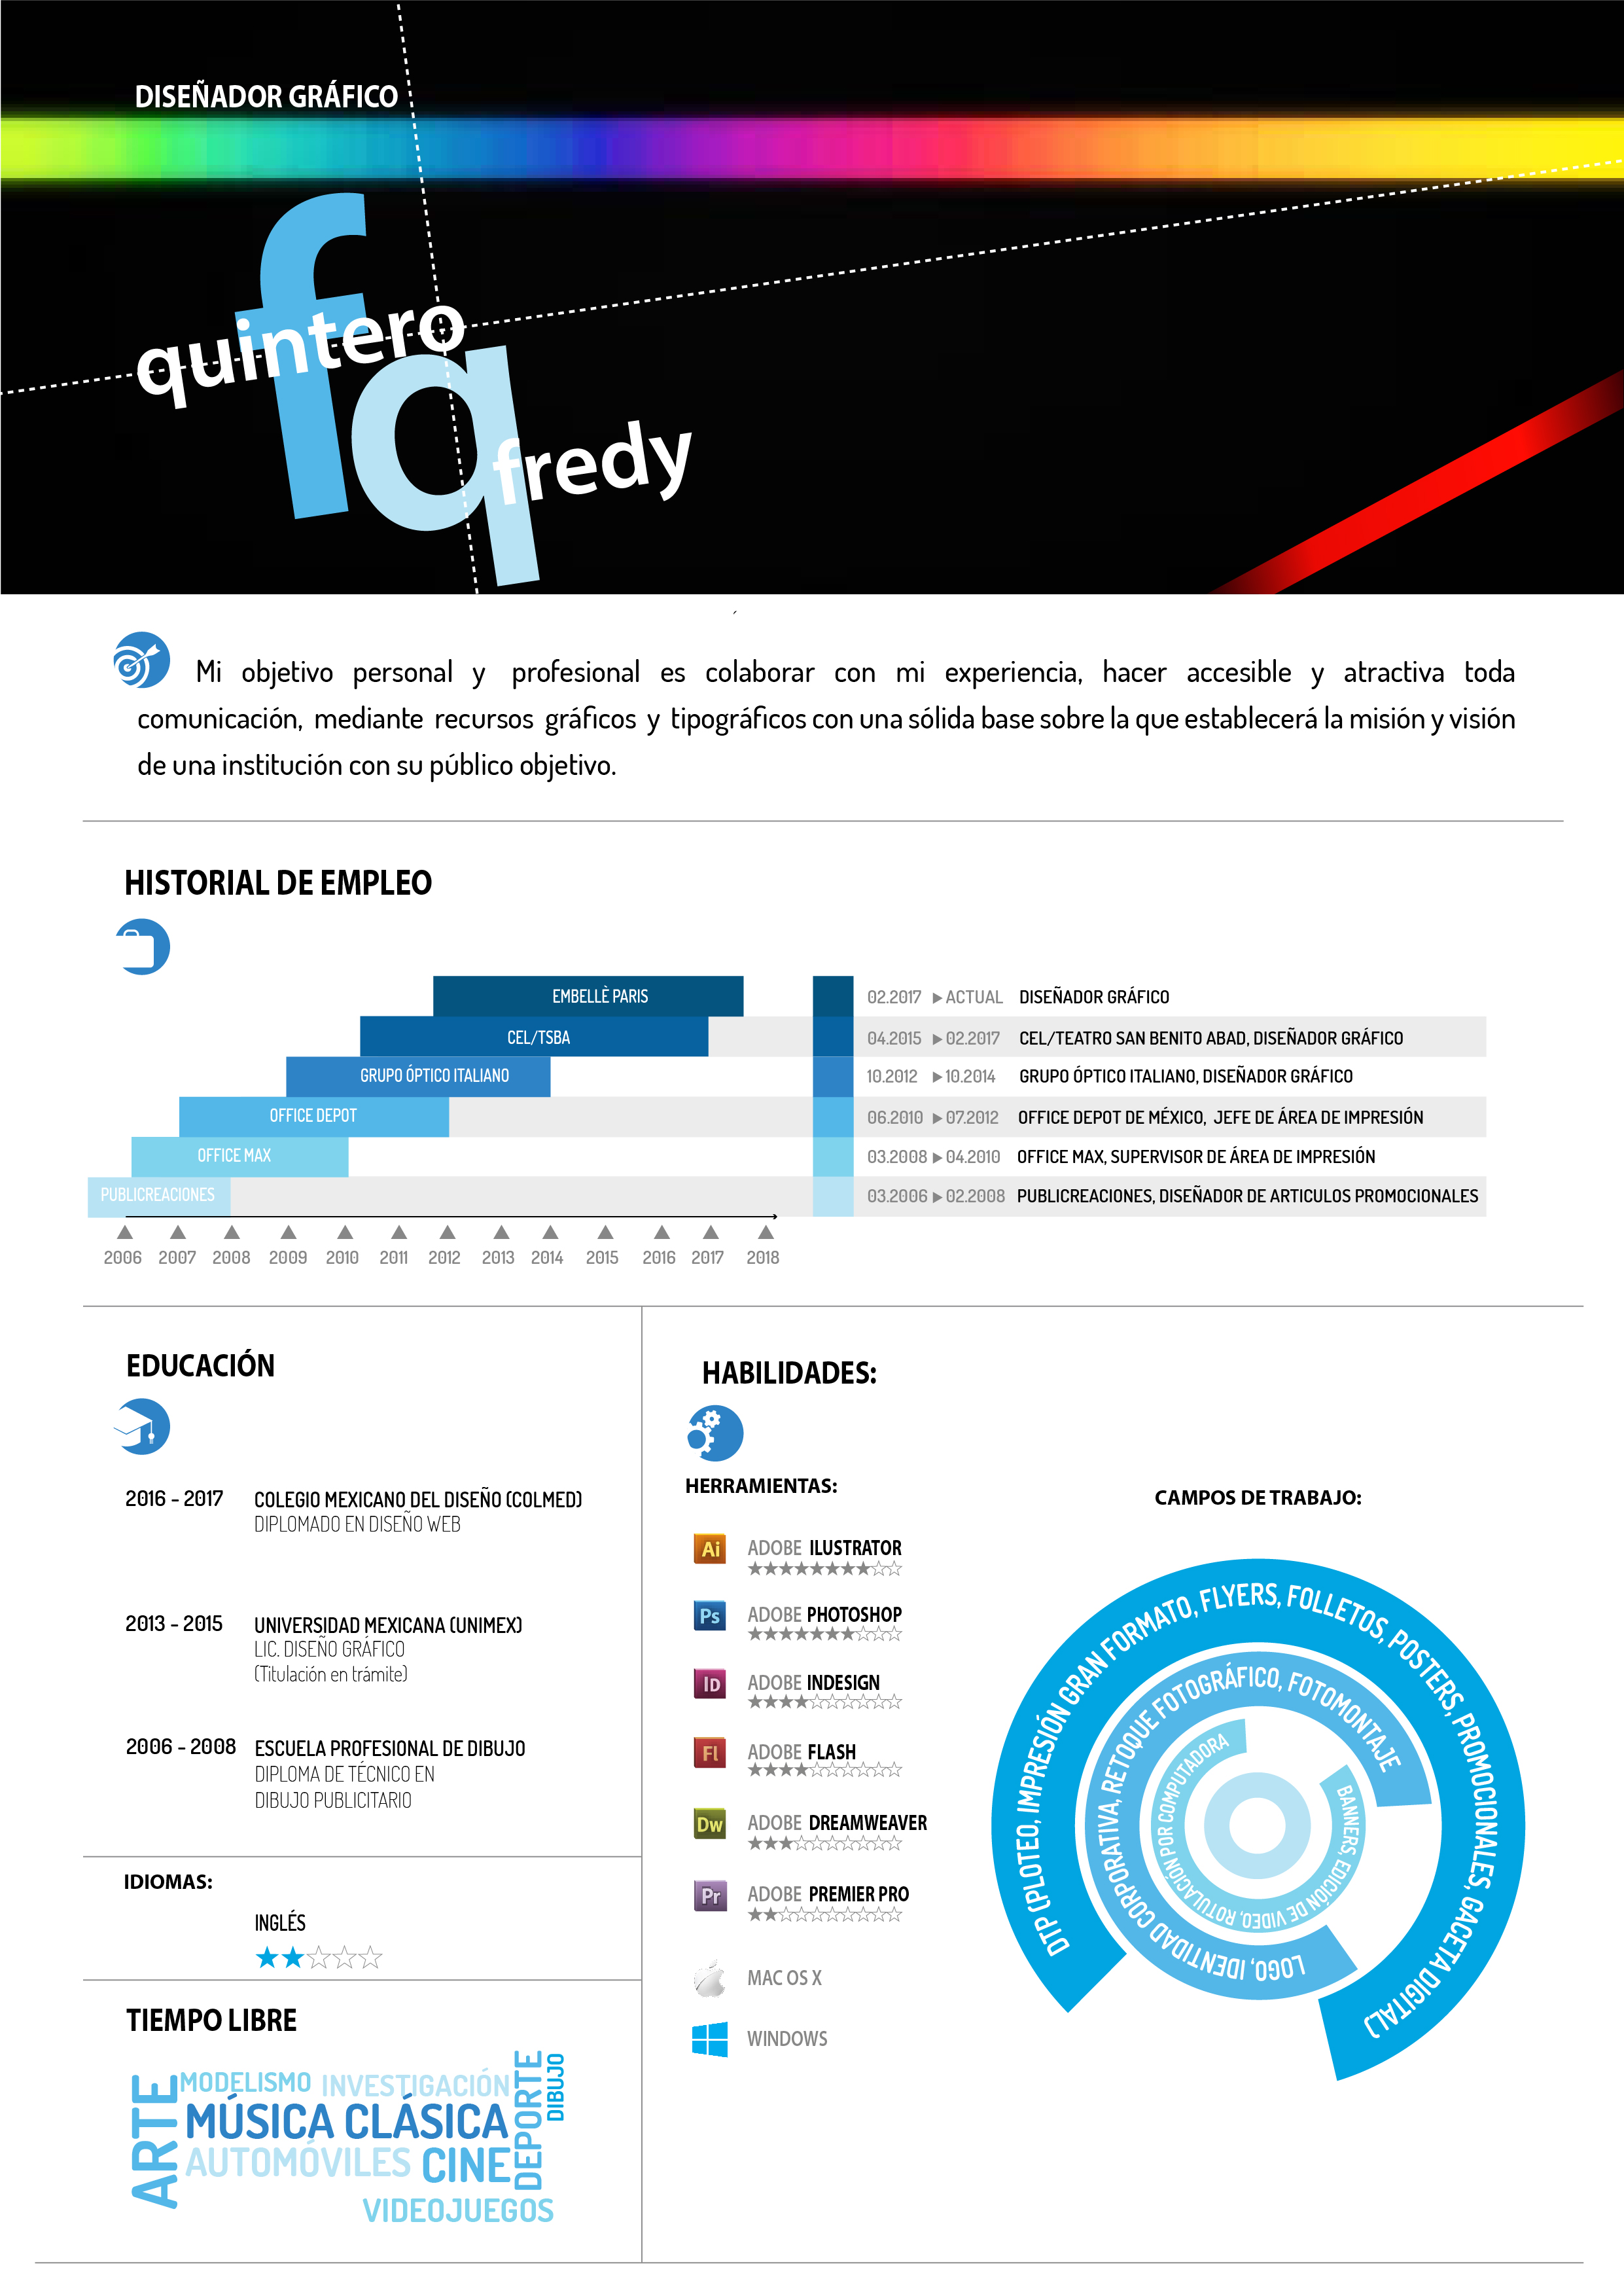 DISEÑADOR GRÁFICO
fq
quintero
fredy
Mi objetivo personal y profesional es colaborar con mi experiencia, hacer accesible y atractiva toda
comunicación, mediante recursos gráficos y tipográficos con una sólida base sobre la que establecerá la misión y visión
de una institución con su público objetivo.
HISTORIAL DE EMPLEO
EMBELLÈ PARIS
02.2017 ▶ ACTUAL DISEÑADOR GRÁFICO
CEL/TSBA
04.2015 ▶ 02.2017 CEL/TEATRO SAN BENITO ABAD, DISEÑADOR GRÁFICO
GRUPO ÓPTICO ITALIANO
10.2012 ▶ 10.2014 GRUPO ÓPTICO ITALIANO, DISEÑADOR GRÁFICO
OFFICE DEPOT
06.2010 ▶ 07.2012 OFFICE DEPOT DE MÉXICO, JEFE DE ÁREA DE IMPRESIÓN
OFFICE MAX
03.2008 ▶ 04.2010 OFFICE MAX, SUPERVISOR DE ÁREA DE IMPRESIÓN
PUBLICREACIONES
03.2006 ▶ 02.2008 PUBLICREACIONES, DISEÑADOR DE ARTICULOS PROMOCIONALES
2006 2007 2008 2009 2010 2011 2012 2013 2014 2015 2016 2017 2018
EDUCACIÓN
2016 - 2017 COLEGIO MEXICANO DEL DISEÑO (COLMED)
DIPLOMADO EN DISEÑO WEB
2013 - 2015 UNIVERSIDAD MEXICANA (UNIMEX)
LIC. DISEÑO GRÁFICO
(Titulación en trámite)
2006 - 2008 ESCUELA PROFESIONAL DE DIBUJO
DIPLOMA DE TÉCNICO EN
DIBUJO PUBLICITARIO
IDIOMAS:
INGLÉS
★★☆☆☆
TIEMPO LIBRE
ARTE
MODELISMO
INVESTIGACIÓN
MÚSICA CLÁSICA
AUTOMÓVILES
CINE
DEPORTE
DIBUJO
VIDEOJUEGOS
HABILIDADES:
HERRAMIENTAS:
Ai ADOBE ILUSTRATOR
★★★★★★★★☆☆
Ps ADOBE PHOTOSHOP
★★★★★★★☆☆☆
ID ADOBE INDESIGN
★★★★☆☆☆☆☆☆
Fl ADOBE FLASH
★★★★☆☆☆☆☆☆
Dw ADOBE DREAMWEAVER
★★★☆☆☆☆☆☆☆
Pr ADOBE PREMIER PRO
★★☆☆☆☆☆☆☆☆
MAC OS X
WINDOWS
CAMPOS DE TRABAJO:
DTP (PLOTEO, IMPRESIÓN GRAN FORMATO, FLYERS, FOLLETOS, POSTERS, PROMOCIONALES, GACETA DIGITAL)
LOGO, IDENTIDAD CORPORATIVA, RETOQUE FOTOGRÁFICO, FOTOMONTAJE
BANNERS, EDICIÓN DE VIDEO, ROTULACIÓN POR COMPUTADORA